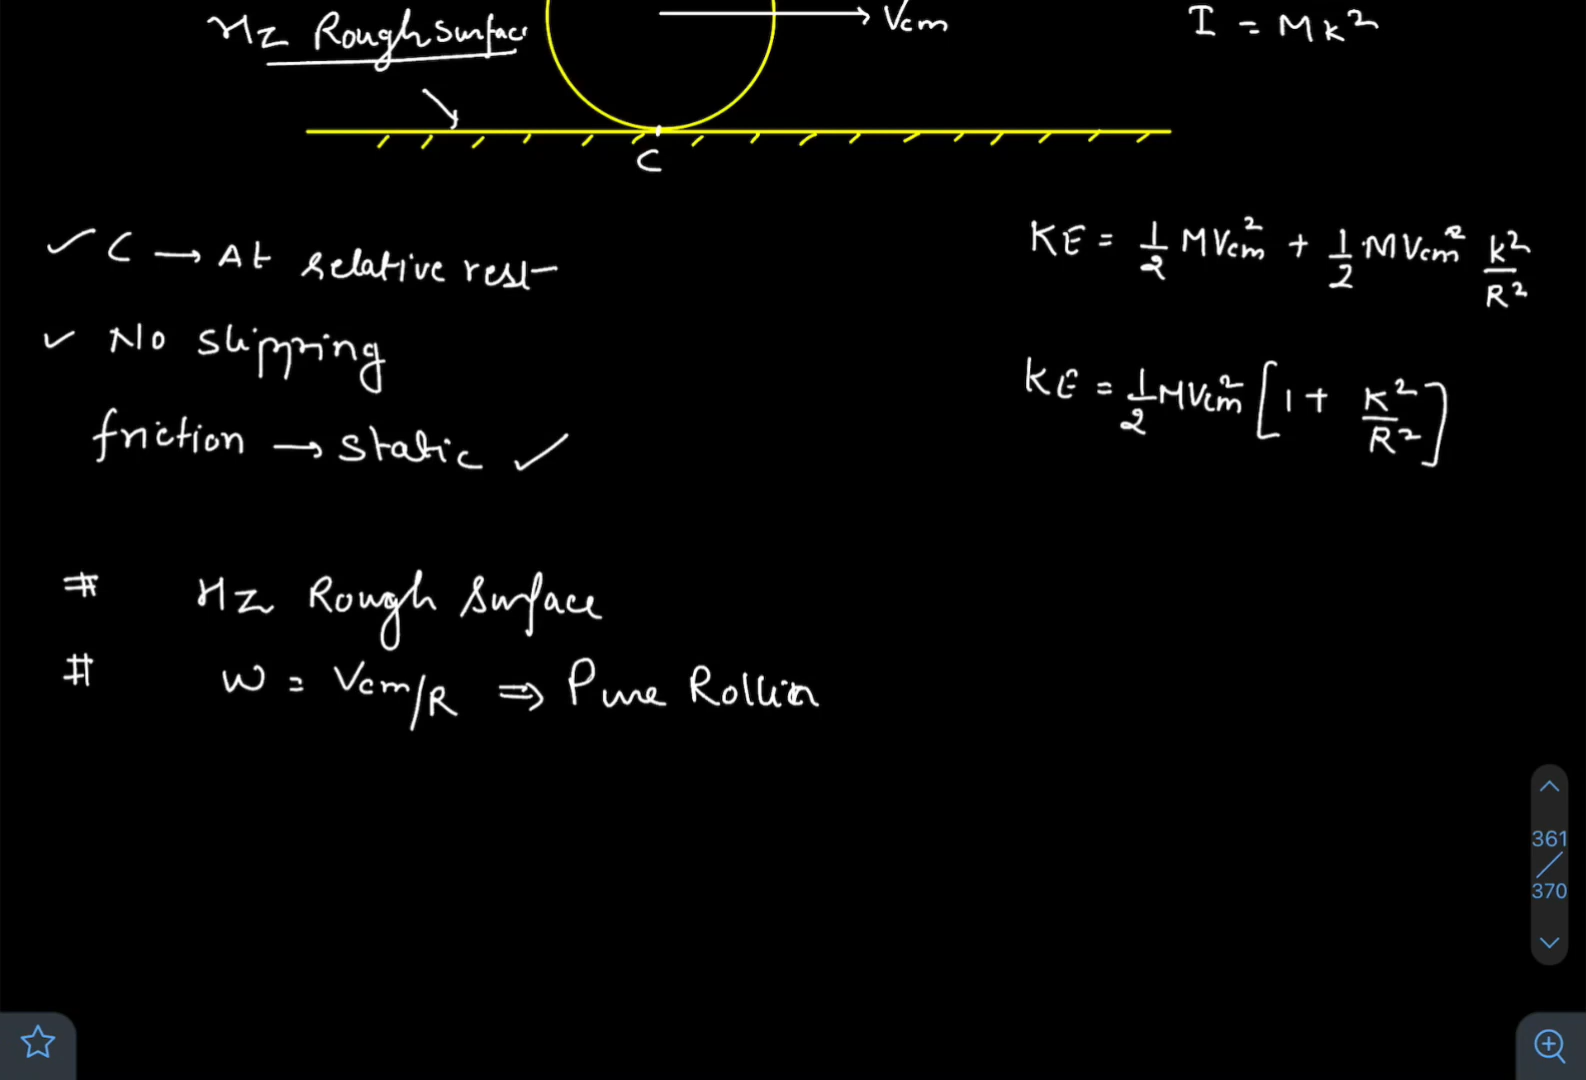 Hz Rough surface
Vcm
I = Mk²
C
✓ C → At relative rest
✓ No slipping
friction → static ✓
KE = 1/2 MVcm² + 1/2 MVcm² k²/R²
KE = 1/2 MVcm² [1 + K²/R²]
# Hz Rough Surface
# W = Vcm/R ⇒ Pure Rollin
361
/
370